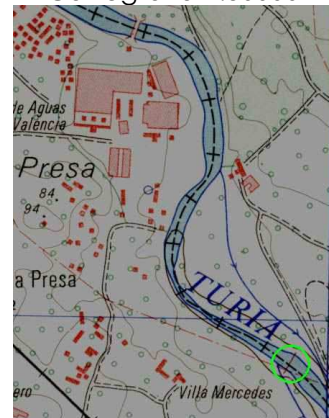 de Aguas
Valencia
Presa
84
94
a Presa
TURIA
Villa Mercedes
ero